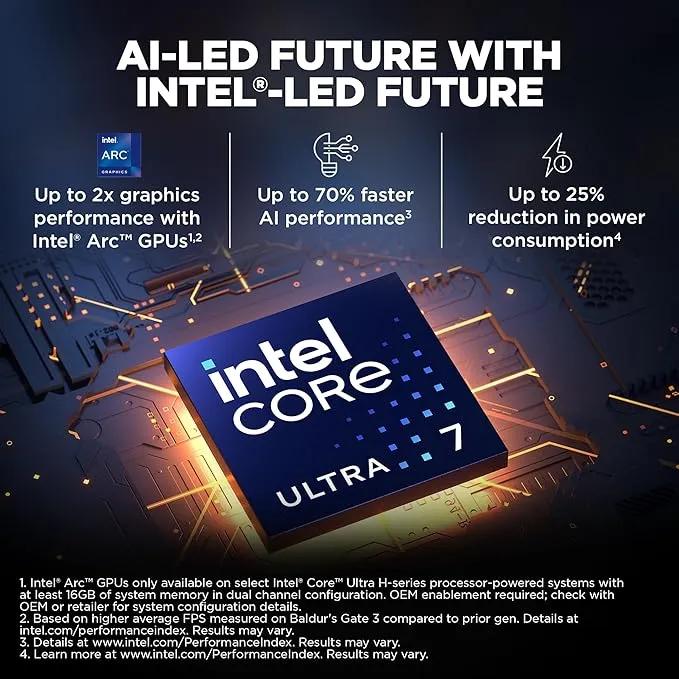 AI-LED FUTURE WITH
INTEL®-LED FUTURE
intel.
ARC
GRAPHICS
Up to 2x graphics
performance with
Intel® Arc™ GPUs1,2
Up to 70% faster
AI performance3
Up to 25%
reduction in power
consumption4
intel
CORE
ULTRA 7
1. Intel® Arc™ GPUs only available on select Intel® Core™ Ultra H-series processor-powered systems with
at least 16GB of system memory in dual channel configuration. OEM enablement required; check with
OEM or retailer for system configuration details.
2. Based on higher average FPS measured on Baldur's Gate 3 compared to prior gen. Details at
intel.com/performanceindex. Results may vary.
3. Details at www.intel.com/PerformanceIndex. Results may vary.
4. Learn more at www.intel.com/PerformanceIndex. Results may vary.